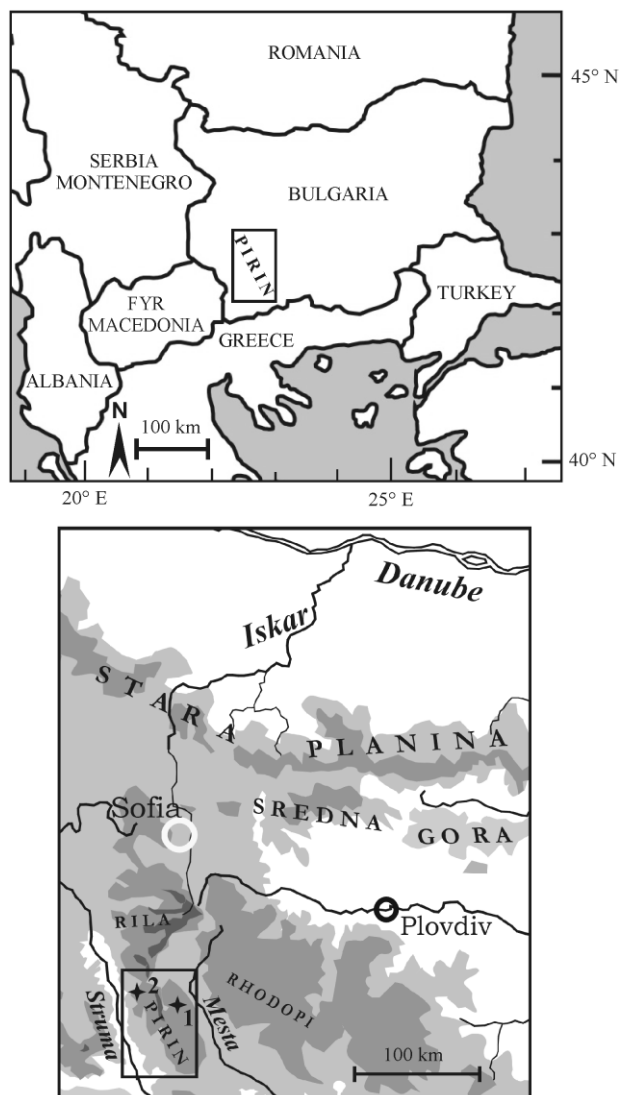 ROMANIA
45° N
SERBIA
MONTENEGRO
BULGARIA
PIRIN
FYR
MACEDONIA
TURKEY
GREECE
ALBANIA
N
100 km
40° N
20° E
25° E
Danube
Iskar
STARA
PLANINA
Sofia
SREDNA
GORA
RILA
Plovdiv
RHODOPI
2
1
PIRIN
Struma
Mesta
100 km